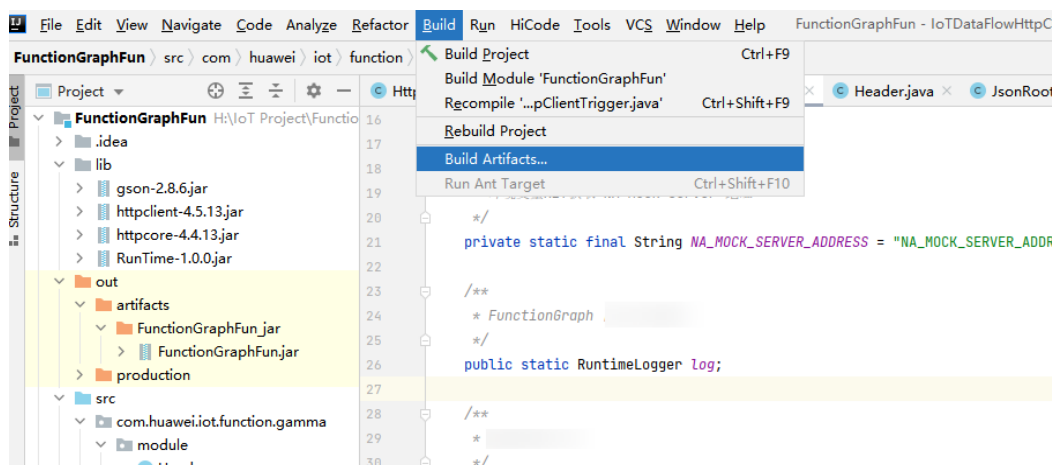 File Edit View Navigate Code Analyze Refactor Build Run HiCode Tools VCS Window Help FunctionGraphFun - IoTDataFlowHttpC
FunctionGraphFun src com huawei iot function
Build Project Ctrl+F9
Build Module 'FunctionGraphFun'
Recompile '...pClientTrigger.java' Ctrl+Shift+F9
Rebuild Project
Build Artifacts...
Run Ant Target Ctrl+Shift+F10
Project
Structure
Project
Header.java JsonRoot
FunctionGraphFun H:\IoT Project\Functio
.idea
lib
gson-2.8.6.jar
httpclient-4.5.13.jar
httpcore-4.4.13.jar
RunTime-1.0.0.jar
out
artifacts
FunctionGraphFun_jar
FunctionGraphFun.jar
production
src
com.huawei.iot.function.gamma
module
16
17
18
19
20 */
21 private static final String NA_MOCK_SERVER_ADDRESS = "NA_MOCK_SERVER_ADDR
22
23 /**
24 * FunctionGraph
25 */
26 public static RuntimeLogger log;
27
28 /**
29 *
30 */